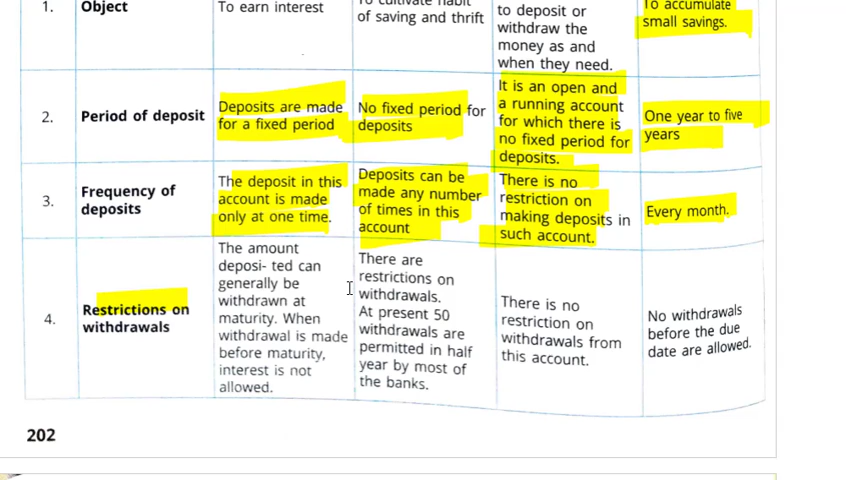 1.
Object
To earn interest
To cultivate habit
of saving and thrift
to deposit or
withdraw the
money as and
when they need.
To accumulate
small savings.
2.
Period of deposit
Deposits are made
for a fixed period
No fixed period for
deposits
It is an open and
a running account
for which there is
no fixed period for
deposits.
One year to five
years
3.
Frequency of
deposits
The deposit in this
account is made
only at one time.
Deposits can be
made any number
of times in this
account
There is no
restriction on
making deposits in
such account.
Every month.
4.
Restrictions on
withdrawals
The amount
deposi- ted can
generally be
withdrawn at
maturity. When
withdrawal is made
before maturity,
interest is not
allowed.
There are
restrictions on
withdrawals.
At present 50
withdrawals are
permitted in half
year by most of
the banks.
There is no
restriction on
withdrawals from
this account.
No withdrawals
before the due
date are allowed.
202